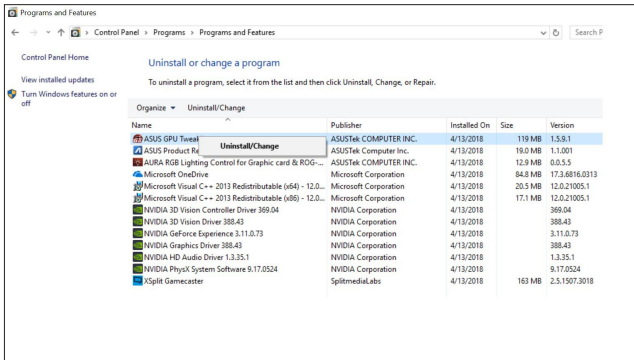 Programs and Features
Control Panel > Programs > Programs and Features
Search P
Control Panel Home
View installed updates
Turn Windows features on or
off
Uninstall or change a program
To uninstall a program, select it from the list and then click Uninstall, Change, or Repair.
Organize Uninstall/Change
Name Publisher Installed On Size Version
ASUS GPU Tweak ASUSTek COMPUTER INC. 4/13/2018 119 MB 1.5.9.1
Uninstall/Change
ASUS Product Re ASUSTek Computer Inc. 4/13/2018 19.0 MB 1.1.001
AURA RGB Lighting Control for Graphic card & ROG-... ASUSTek COMPUTER INC. 4/13/2018 12.9 MB 0.0.5.5
Microsoft OneDrive Microsoft Corporation 4/13/2018 84.8 MB 17.3.6816.0313
Microsoft Visual C++ 2013 Redistributable (x64) - 12.0... Microsoft Corporation 4/13/2018 20.5 MB 12.0.21005.1
Microsoft Visual C++ 2013 Redistributable (x86) - 12.0... Microsoft Corporation 4/13/2018 17.1 MB 12.0.21005.1
NVIDIA 3D Vision Controller Driver 369.04 NVIDIA Corporation 4/13/2018 369.04
NVIDIA 3D Vision Driver 388.43 NVIDIA Corporation 4/13/2018 388.43
NVIDIA GeForce Experience 3.11.0.73 NVIDIA Corporation 4/13/2018 3.11.0.73
NVIDIA Graphics Driver 388.43 NVIDIA Corporation 4/13/2018 388.43
NVIDIA HD Audio Driver 1.3.35.1 NVIDIA Corporation 4/13/2018 1.3.35.1
NVIDIA PhysX System Software 9.17.0524 NVIDIA Corporation 4/13/2018 9.17.0524
XSplit Gamecaster SplitmediaLabs 4/13/2018 163 MB 2.5.1507.3018